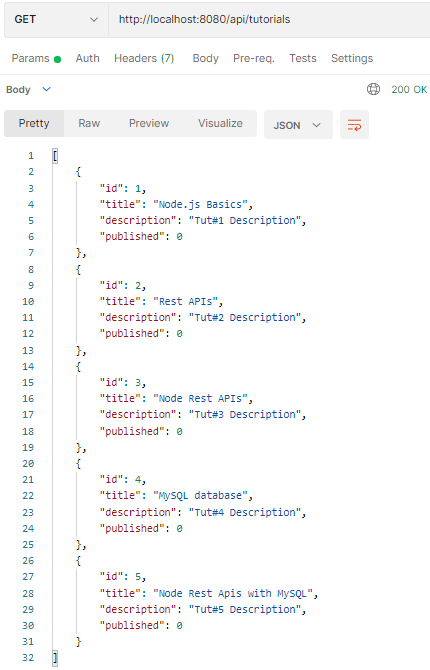 GET http://localhost:8080/api/tutorials
Params Auth Headers (7) Body Pre-req. Tests Settings
Body 200 OK
Pretty Raw Preview Visualize JSON
1 [
2     {
3         "id": 1,
4         "title": "Node.js Basics",
5         "description": "Tut#1 Description",
6         "published": 0
7     },
8     {
9         "id": 2,
10         "title": "Rest APIs",
11         "description": "Tut#2 Description",
12         "published": 0
13     },
14     {
15         "id": 3,
16         "title": "Node Rest APIs",
17         "description": "Tut#3 Description",
18         "published": 0
19     },
20     {
21         "id": 4,
22         "title": "MySQL database",
23         "description": "Tut#4 Description",
24         "published": 0
25     },
26     {
27         "id": 5,
28         "title": "Node Rest Apis with MySQL",
29         "description": "Tut#5 Description",
30         "published": 0
31     }
32 ]